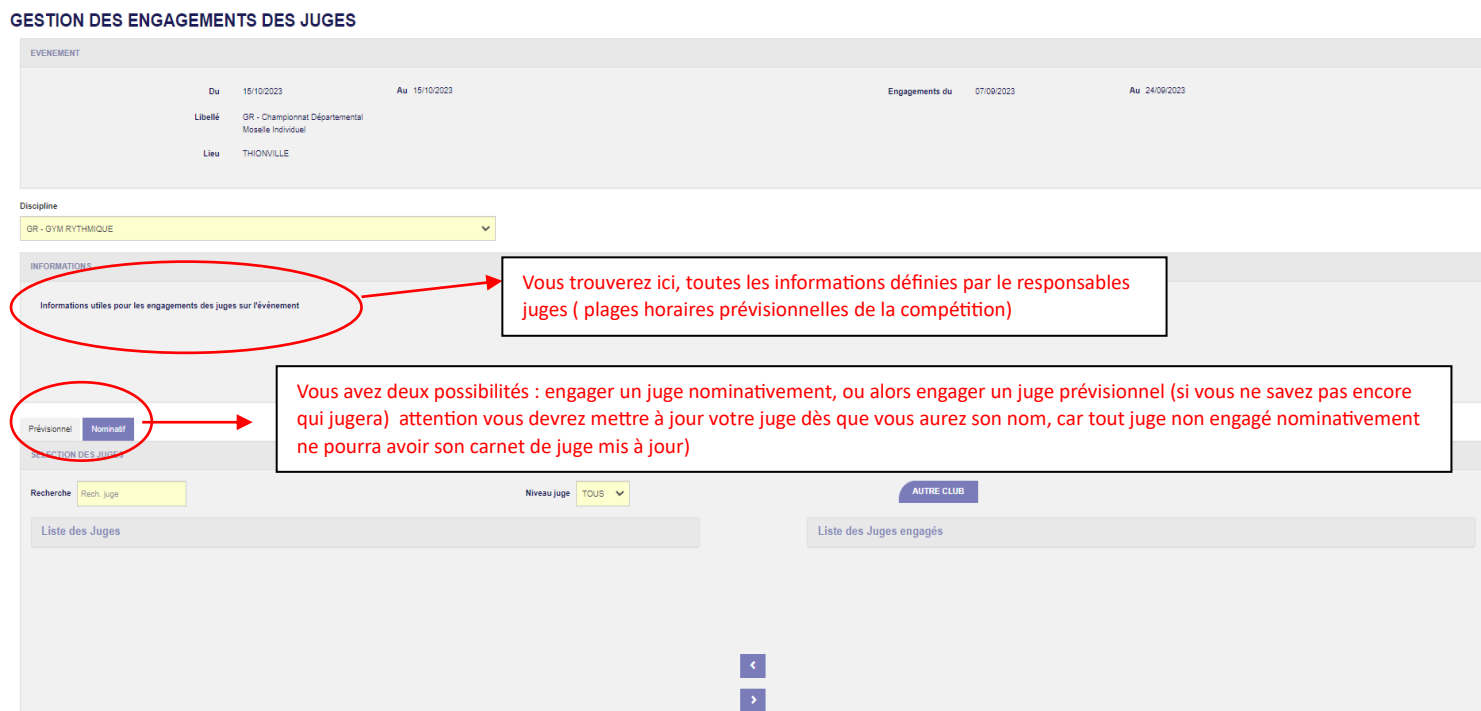 GESTION DES ENGAGEMENTS DES JUGES
EVENEMENT
Du 15/10/2023 Au 15/10/2023 Engagements du 07/09/2023 Au 24/09/2023
Libellé GR - Championnat Départemental
Moselle Individuel
Lieu THIONVILLE
Discipline
GR - GYM RYTHMIQUE
INFORMATIONS
Informations utiles pour les engagements des juges sur l'évènement
Vous trouverez ici, toutes les informations définies par le responsables
juges ( plages horaires prévisionnelles de la compétition)
Vous avez deux possibilités : engager un juge nominativement, ou alors engager un juge prévisionnel (si vous ne savez pas encore
qui jugera) attention vous devrez mettre à jour votre juge dès que vous aurez son nom, car tout juge non engagé nominativement
ne pourra avoir son carnet de juge mis à jour)
Prévisionnel Nominatif
SELECTION DES JUGES
Recherche Rech. juge Niveau juge TOUS AUTRE CLUB
Liste des Juges Liste des Juges engagés